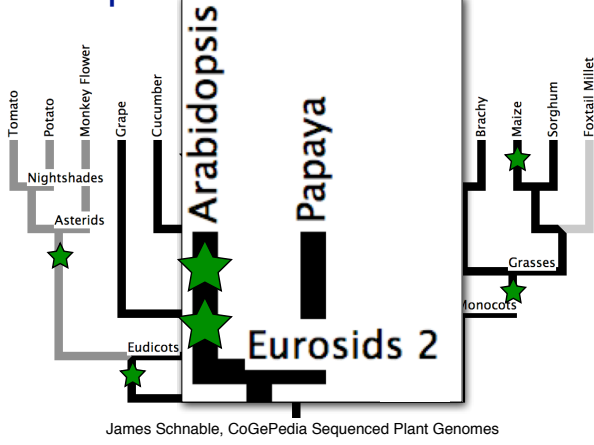 Tomato
Potato
Monkey Flower
Grape
Cucumber
Arabidopsis
Papaya
Brachy
Maize
Sorghum
Foxtail Millet
Nightshades
Asterids
Grasses
Monocots
Eurosids 2
Eudicots
James Schnable, CoGePedia Sequenced Plant Genomes